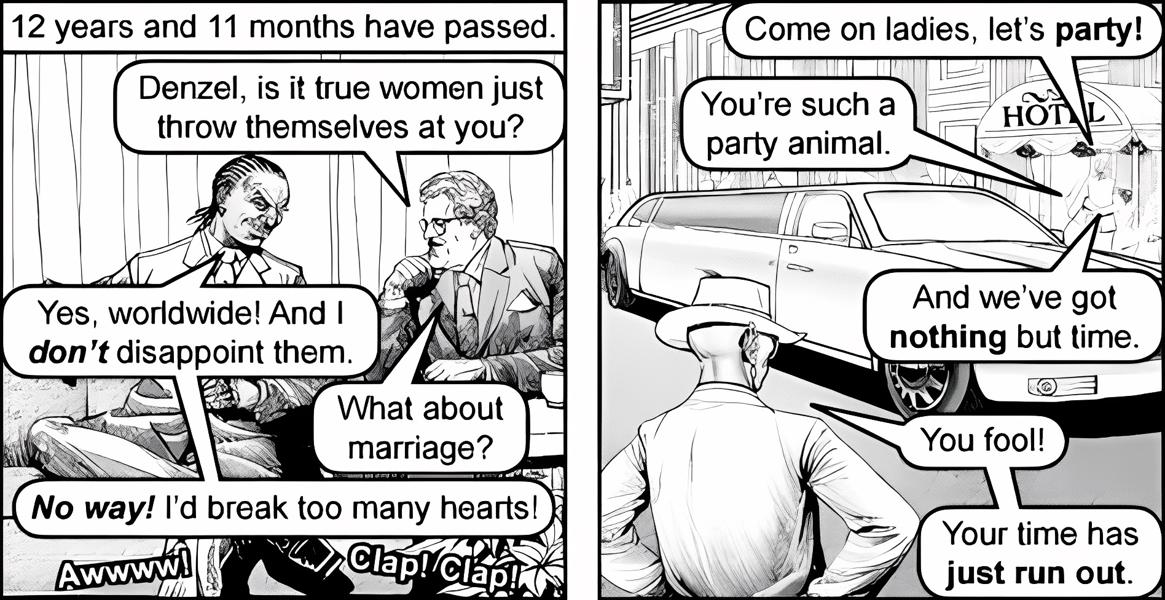 12 years and 11 months have passed.
Denzel, is it true women just
throw themselves at you?
Yes, worldwide! And I
don't disappoint them.
What about
marriage?
No way! I'd break too many hearts!
Awwww!
Clap! Clap!
Come on ladies, let's party!
You're such a
party animal.
HOTEL
And we've got
nothing but time.
You fool!
Your time has
just run out.